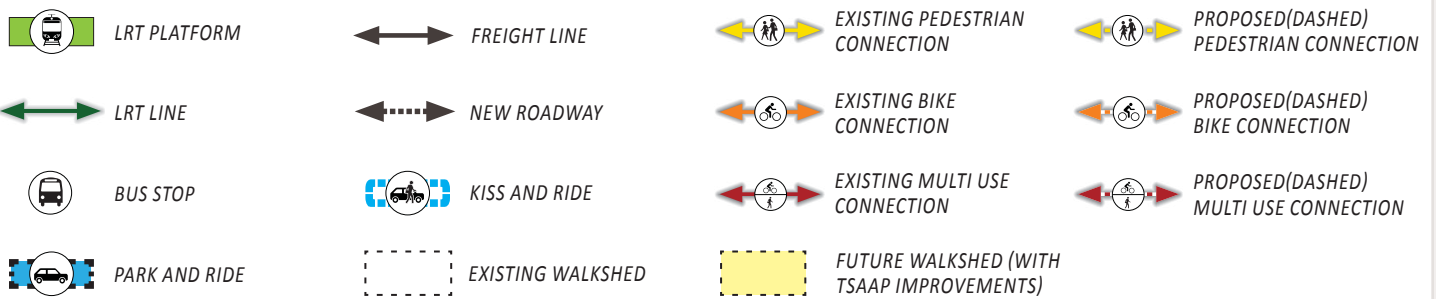 LRT PLATFORM
FREIGHT LINE
EXISTING PEDESTRIAN
CONNECTION
PROPOSED(DASHED)
PEDESTRIAN CONNECTION
LRT LINE
NEW ROADWAY
EXISTING BIKE
CONNECTION
PROPOSED(DASHED)
BIKE CONNECTION
BUS STOP
KISS AND RIDE
EXISTING MULTI USE
CONNECTION
PROPOSED(DASHED)
MULTI USE CONNECTION
PARK AND RIDE
EXISTING WALKSHED
FUTURE WALKSHED (WITH
TSAAP IMPROVEMENTS)